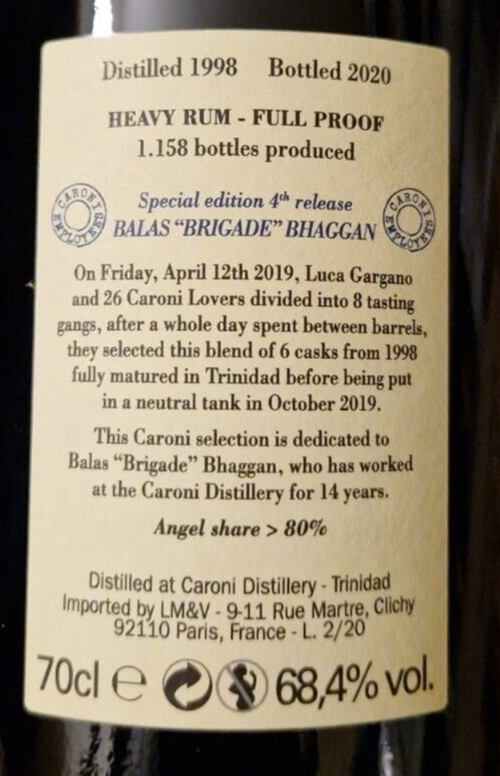 Distilled 1998 Bottled 2020
HEAVY RUM - FULL PROOF
1.158 bottles produced
CARONI EMPLOYEES
Special edition 4th release
BALAS “BRIGADE” BHAGGAN
CARONI EMPLOYEES
On Friday, April 12th 2019, Luca Gargano
and 26 Caroni Lovers divided into 8 tasting
gangs, after a whole day spent between barrels,
they selected this blend of 6 casks from 1998
fully matured in Trinidad before being put
in a neutral tank in October 2019.
This Caroni selection is dedicated to
Balas “Brigade” Bhaggan, who has worked
at the Caroni Distillery for 14 years.
Angel share > 80%
Distilled at Caroni Distillery - Trinidad
Imported by LM&V - 9-11 Rue Martre, Clichy
92110 Paris, France - L. 2/20
70cl ℮ 68,4% vol.